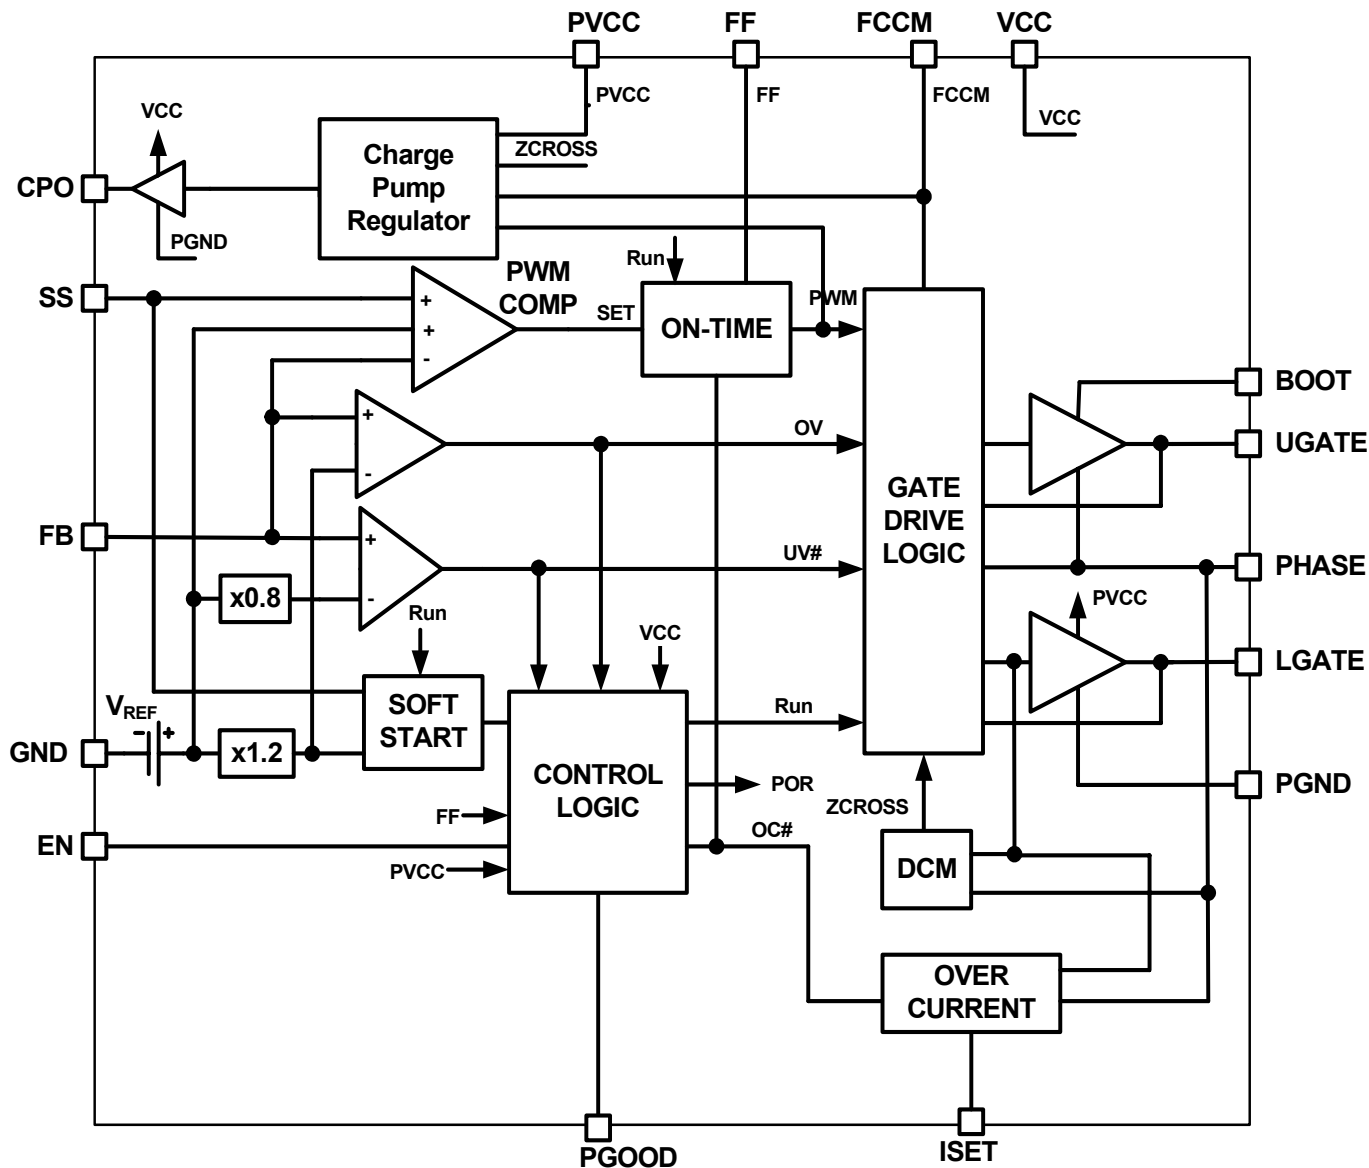 PVCC
FF
FCCM
VCC
PVCC
FF
FCCM
VCC
VCC
ZCROSS
Charge
Pump
Regulator
CPO
PGND
Run
PWM
COMP
SS
+
+
-
SET
ON-TIME
PWM
BOOT
+
-
OV
UGATE
GATE
DRIVE
LOGIC
FB
+
-
UV#
PHASE
x0.8
Run
VCC
PVCC
LGATE
SOFT
START
VREF
- +
Run
GND
x1.2
CONTROL
LOGIC
POR
PGND
ZCROSS
FF
OC#
EN
PVCC
DCM
OVER
CURRENT
PGOOD
ISET